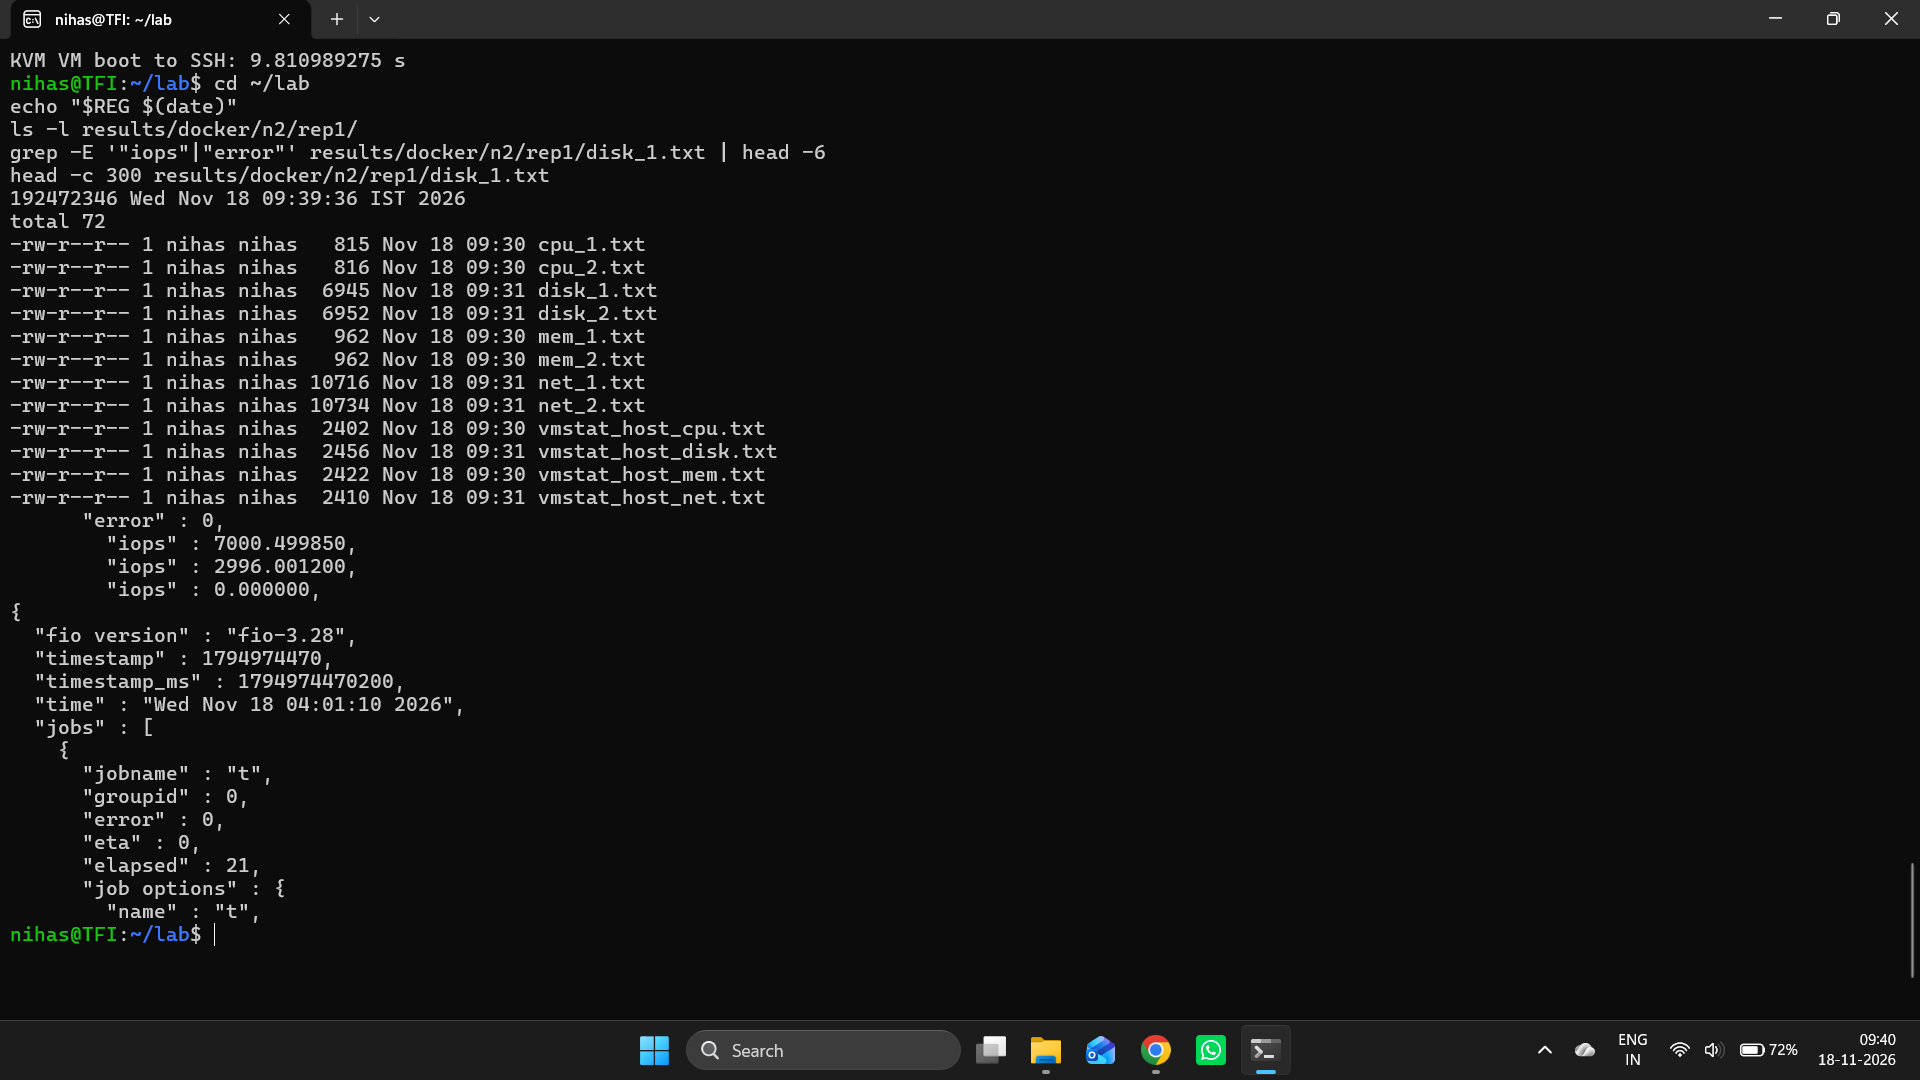 nihas@TFI: ~/lab
KVM VM boot to SSH: 9.810989275 s
nihas@TFI:~/lab$ cd ~/lab
echo "$REG $(date)"
ls -l results/docker/n2/rep1/
grep -E '"iops"|"error"' results/docker/n2/rep1/disk_1.txt | head -6
head -c 300 results/docker/n2/rep1/disk_1.txt
192472346 Wed Nov 18 09:39:36 IST 2026
total 72
-rw-r--r-- 1 nihas nihas   815 Nov 18 09:30 cpu_1.txt
-rw-r--r-- 1 nihas nihas   816 Nov 18 09:30 cpu_2.txt
-rw-r--r-- 1 nihas nihas  6945 Nov 18 09:31 disk_1.txt
-rw-r--r-- 1 nihas nihas  6952 Nov 18 09:31 disk_2.txt
-rw-r--r-- 1 nihas nihas   962 Nov 18 09:30 mem_1.txt
-rw-r--r-- 1 nihas nihas   962 Nov 18 09:30 mem_2.txt
-rw-r--r-- 1 nihas nihas 10716 Nov 18 09:31 net_1.txt
-rw-r--r-- 1 nihas nihas 10734 Nov 18 09:31 net_2.txt
-rw-r--r-- 1 nihas nihas  2402 Nov 18 09:30 vmstat_host_cpu.txt
-rw-r--r-- 1 nihas nihas  2456 Nov 18 09:31 vmstat_host_disk.txt
-rw-r--r-- 1 nihas nihas  2422 Nov 18 09:30 vmstat_host_mem.txt
-rw-r--r-- 1 nihas nihas  2410 Nov 18 09:31 vmstat_host_net.txt
      "error" : 0,
        "iops" : 7000.499850,
        "iops" : 2996.001200,
        "iops" : 0.000000,
{
  "fio version" : "fio-3.28",
  "timestamp" : 1794974470,
  "timestamp_ms" : 1794974470200,
  "time" : "Wed Nov 18 04:01:10 2026",
  "jobs" : [
    {
      "jobname" : "t",
      "groupid" : 0,
      "error" : 0,
      "eta" : 0,
      "elapsed" : 21,
      "job options" : {
        "name" : "t",
nihas@TFI:~/lab$
Search
ENG
IN
72%
09:40
18-11-2026